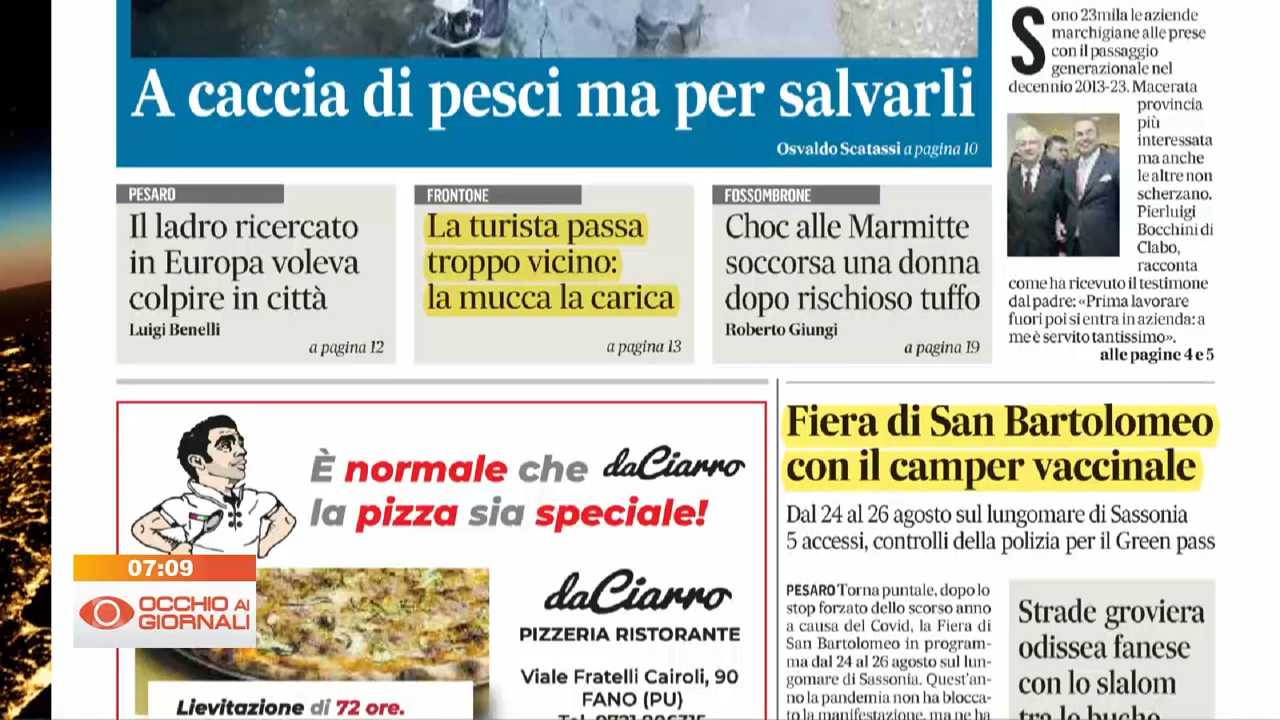 A caccia di pesci ma per salvarli
Osvaldo Scatassi a pagina 10
PESARO
Il ladro ricercato
in Europa voleva
colpire in città
Luigi Benelli
a pagina 12
FRONTONE
La turista passa
troppo vicino:
la mucca la carica
a pagina 13
FOSSOMBRONE
Choc alle Marmitte
soccorsa una donna
dopo rischioso tuffo
Roberto Giungi
a pagina 19
Sono 23mila le aziende
marchigiane alle prese
con il passaggio
generazionale nel
decennio 2013-23. Macerata
provincia
più
interessata
ma anche
le altre non
scherzano.
Pierluigi
Bocchini di
Clabo,
racconta
come ha ricevuto il testimone
dal padre: «Prima lavorare
fuori poi si entra in azienda: a
me è servito tantissimo».
alle pagine 4 e 5
È normale che daCiarro
la pizza sia speciale!
daCiarro
PIZZERIA RISTORANTE
Viale Fratelli Cairoli, 90
FANO (PU)
Lievitazione di 72 ore.
07:09
OCCHIO AI
GIORNALI
Fiera di San Bartolomeo
con il camper vaccinale
Dal 24 al 26 agosto sul lungomare di Sassonia
5 accessi, controlli della polizia per il Green pass
PESARO Torna puntale, dopo lo
stop forzato dello scorso anno
a causa del Covid, la Fiera di
San Bartolomeo in program-
ma dal 24 al 26 agosto sul lun-
gomare di Sassonia. Quest'an-
no la pandemia non ha blocca-
to la manifestazione, ma ne ha
Strade groviera
odissea fanese
con lo slalom
tra le buche